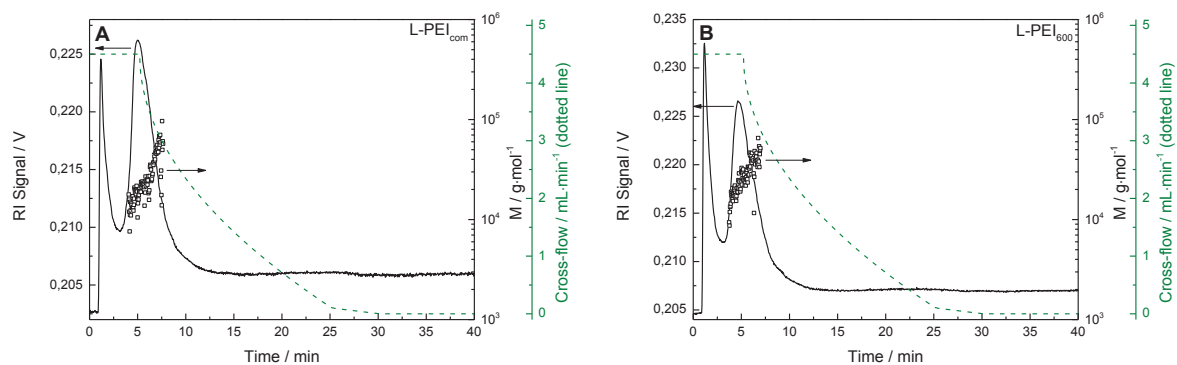 A
L-PEIcom
0,225
0,220
0,215
0,210
0,205
RI Signal / V
0 5 10 15 20 25 30 35 40
Time / min
10⁶
10⁵
10⁴
10³
M / g·mol⁻¹
5
4
3
2
1
0
Cross-flow / mL·min⁻¹ (dotted line)
B
L-PEI600
0,235
0,230
0,225
0,220
0,215
0,210
0,205
RI Signal / V
0 5 10 15 20 25 30 35 40
Time / min
10⁶
10⁵
10⁴
10³
M / g·mol⁻¹
5
4
3
2
1
0
Cross-flow / mL·min⁻¹ (dotted line)